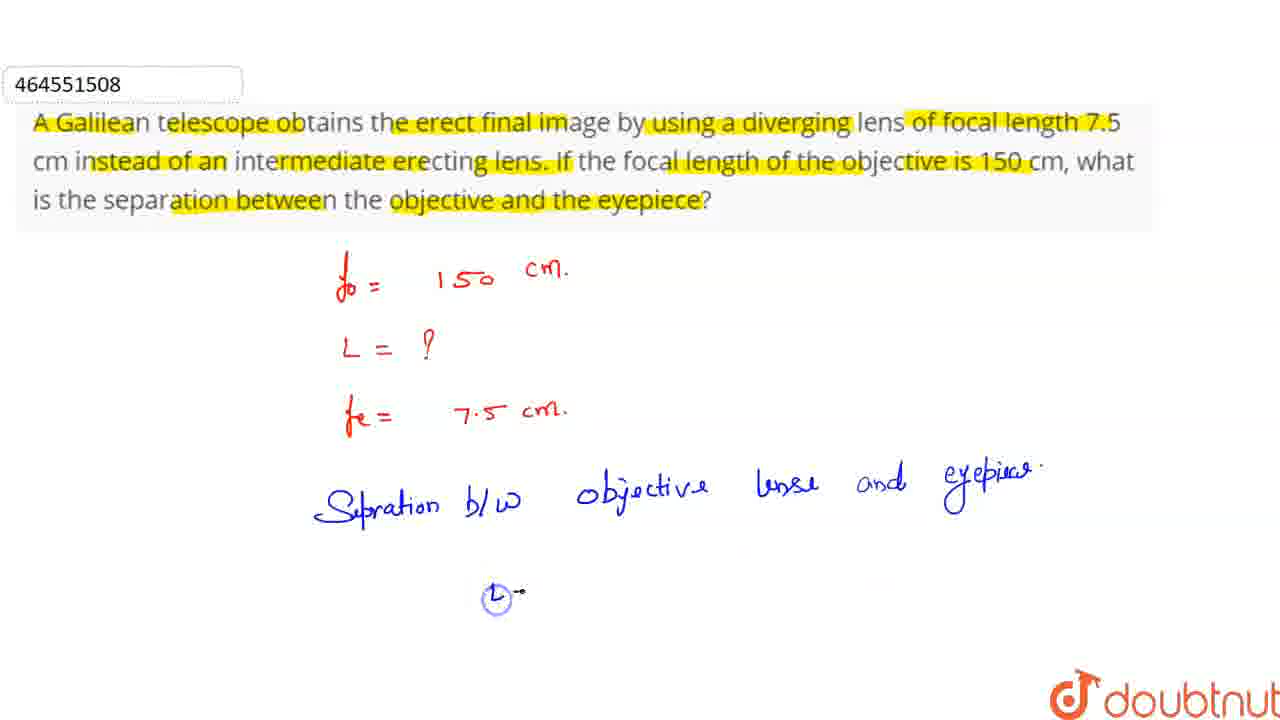 464551508
A Galilean telescope obtains the erect final image by using a diverging lens of focal length 7.5
cm instead of an intermediate erecting lens. If the focal length of the objective is 150 cm, what
is the separation between the objective and the eyepiece?
fo = 150 cm.
L = ?
fe = 7.5 cm.
Sepration b/w objective lense and eyepiece.
L -
doubtnut